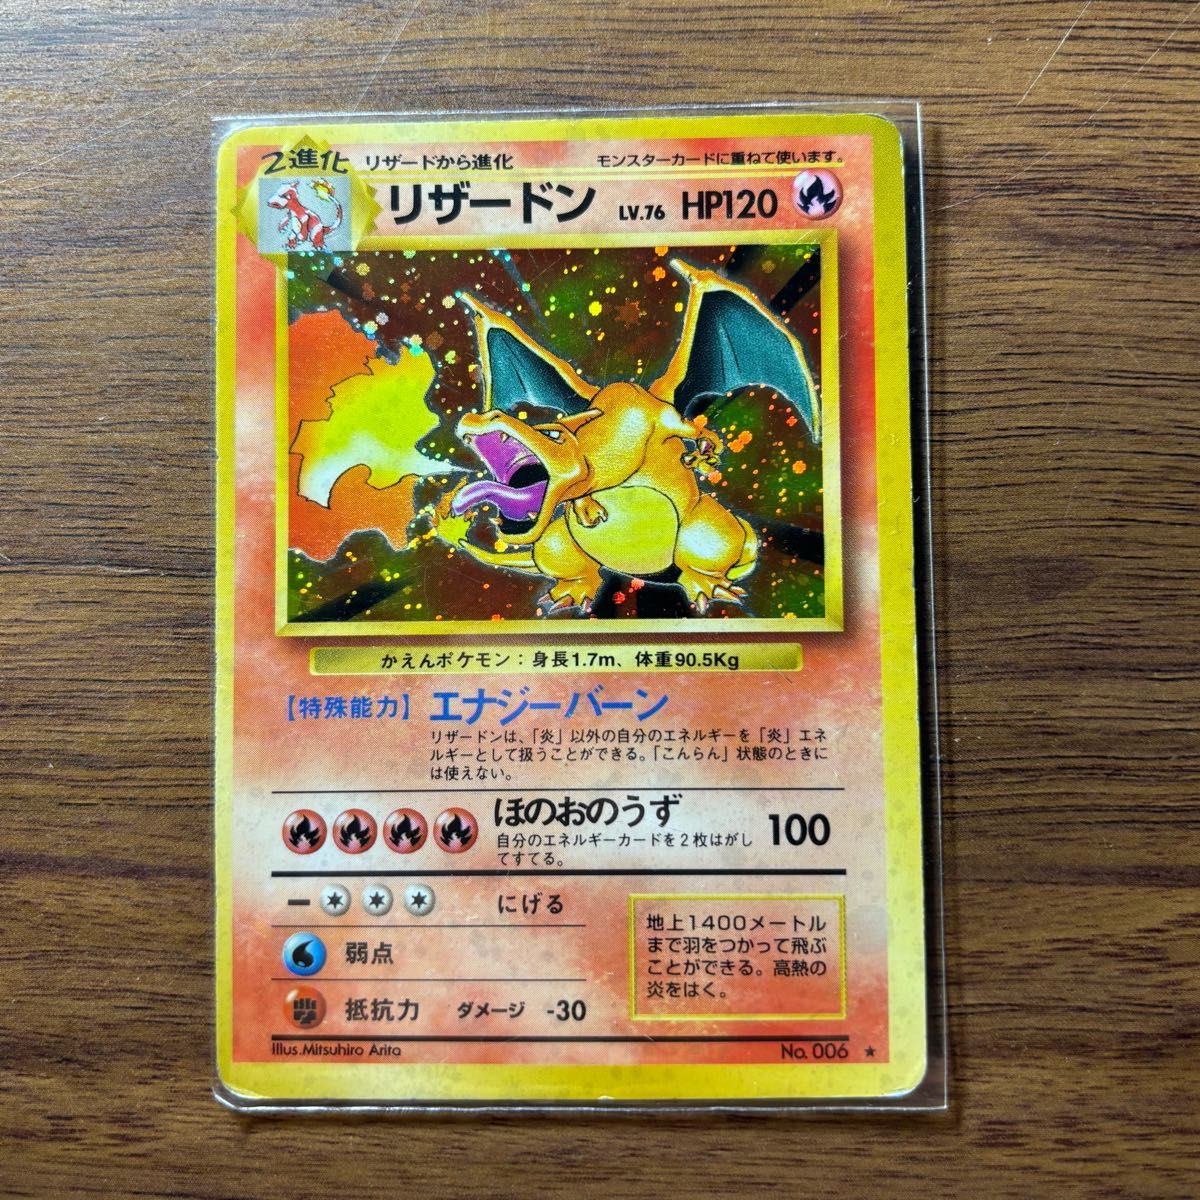 2進化 リザードから進化 モンスターカードに重ねて使います。
リザードン LV.76 HP120
かえんポケモン：身長1.7m、体重90.5Kg
【特殊能力】エナジーバーン
リザードンは、「炎」以外の自分のエネルギーを「炎」エネ
ルギーとして扱うことができる。「こんらん」状態のときに
は使えない。
ほのおのうず 100
自分のエネルギーカードを2枚はがし
てすてる。
にげる
弱点
抵抗力 ダメージ -30
地上1400メートル
まで羽をつかって飛ぶ
ことができる。高熱の
炎をはく。
Illus.Mitsuhiro Arita No. 006 ★